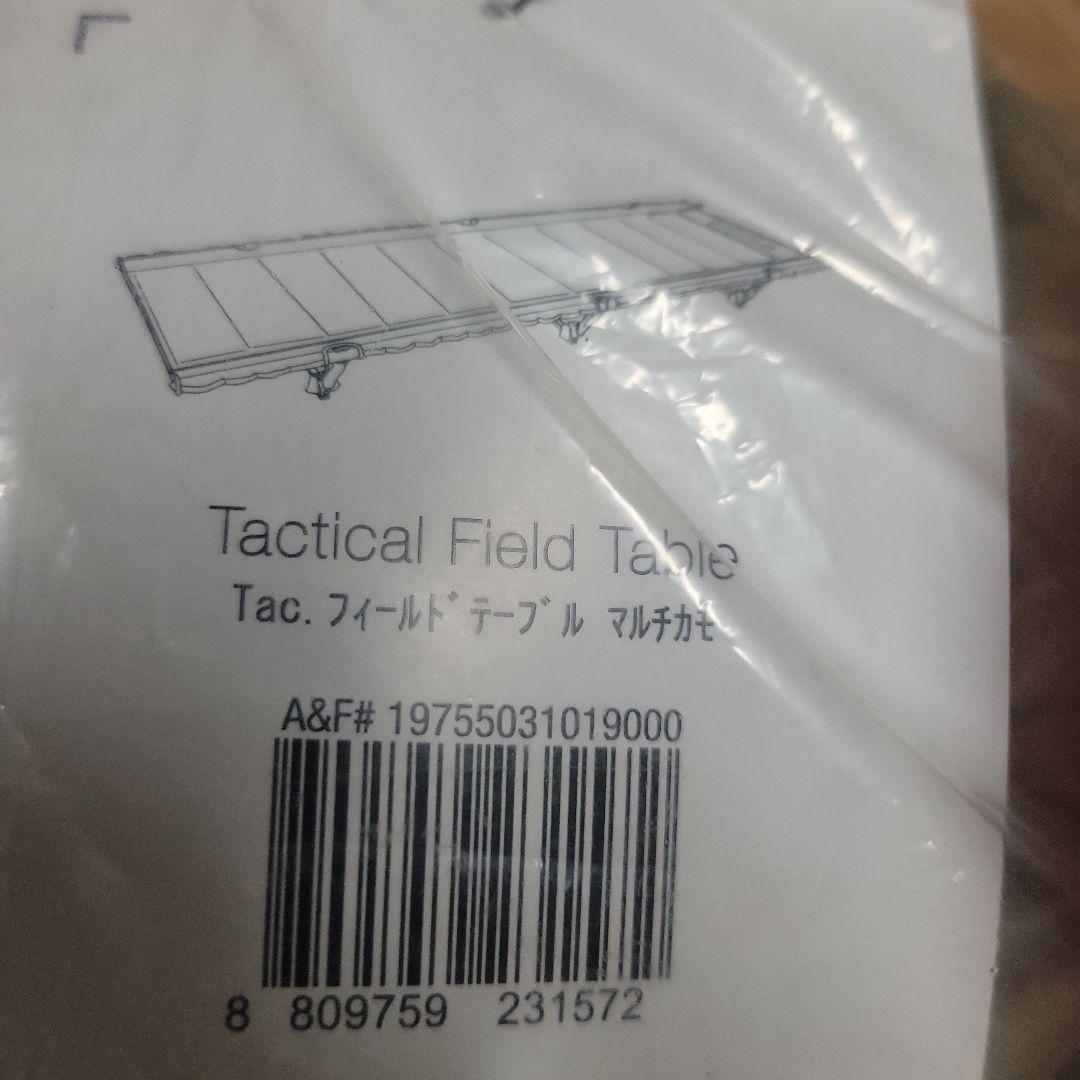 Tactical Field Table
Tac. ﾌｨｰﾙﾄﾞﾃｰﾌﾞﾙ ﾏﾙﾁｶﾓ
A&F# 19755031019000
8 809759 231572